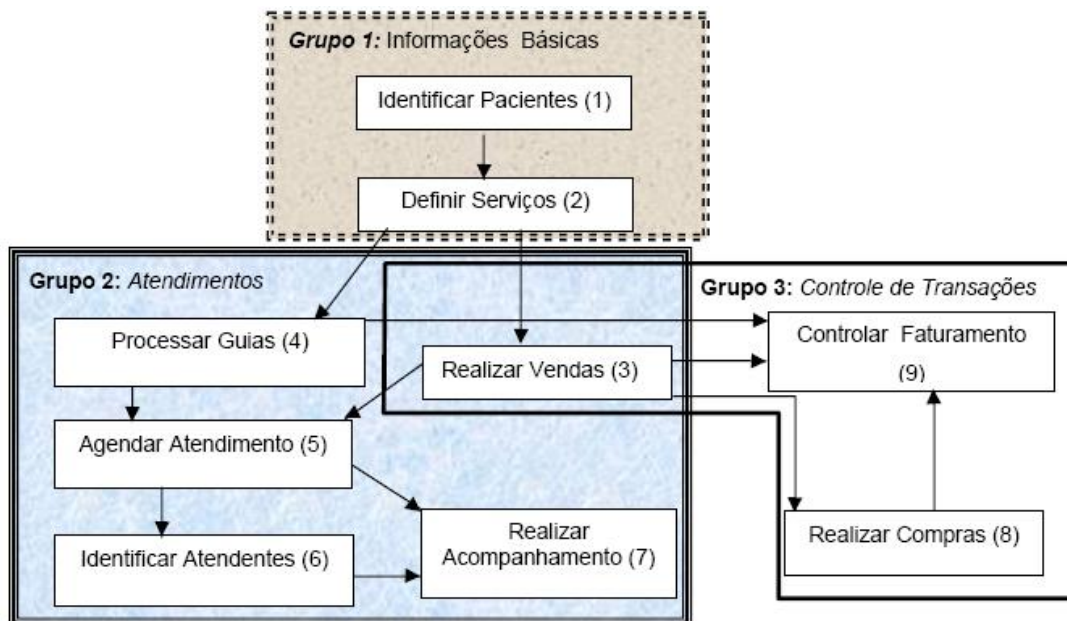 Grupo 1: Informações Básicas
Identificar Pacientes (1)
Definir Serviços (2)
Grupo 2: Atendimentos
Processar Guias (4)
Realizar Vendas (3)
Agendar Atendimento (5)
Identificar Atendentes (6)
Realizar
Acompanhamento (7)
Grupo 3: Controle de Transações
Controlar Faturamento
(9)
Realizar Compras (8)